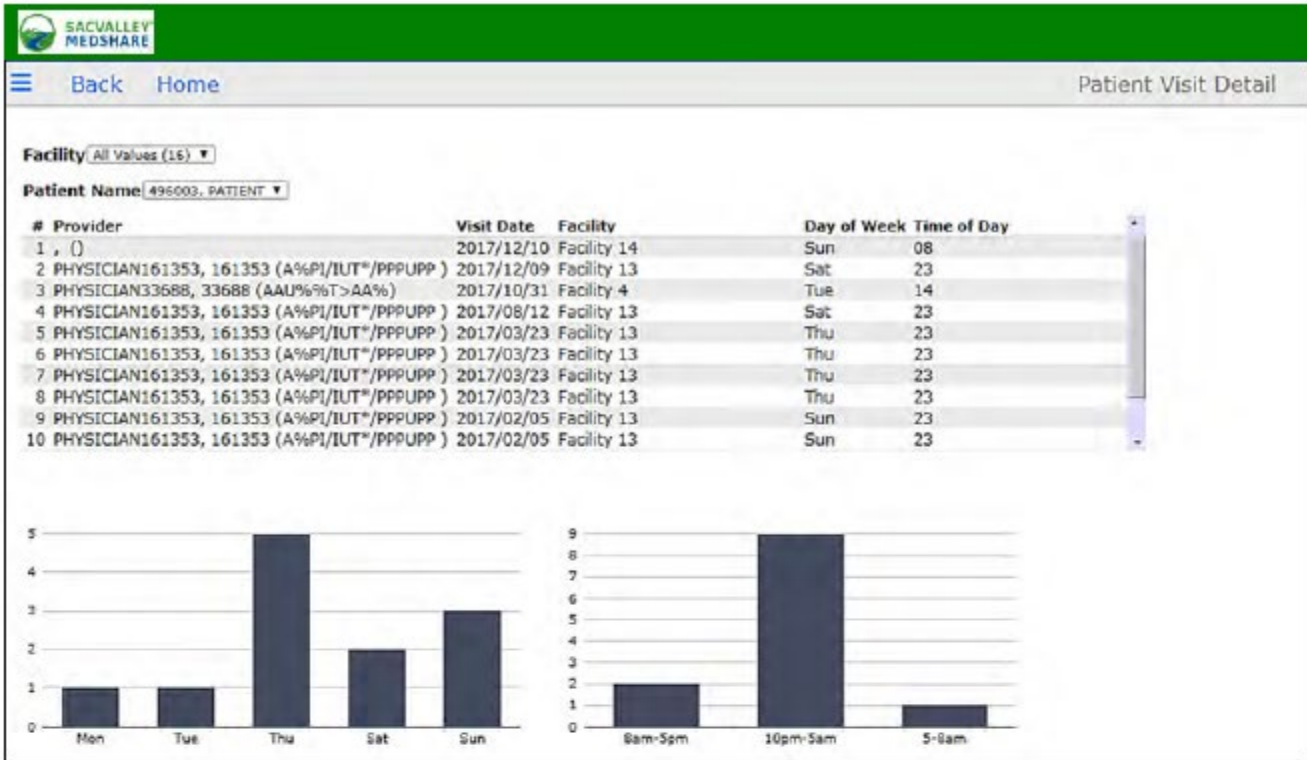 SACVALLEY
MEDSHARE
Back Home Patient Visit Detail
Facility All Values (16) ▼
Patient Name 496003, PATIENT ▼
# Provider Visit Date Facility Day of Week Time of Day
1 , () 2017/12/10 Facility 14 Sun 08
2 PHYSICIAN161353, 161353 (A%PI/IUT*/PPPUPP ) 2017/12/09 Facility 13 Sat 23
3 PHYSICIAN33688, 33688 (AAU%%T>AA%) 2017/10/31 Facility 4 Tue 14
4 PHYSICIAN161353, 161353 (A%PI/IUT*/PPPUPP ) 2017/08/12 Facility 13 Sat 23
5 PHYSICIAN161353, 161353 (A%PI/IUT*/PPPUPP ) 2017/03/23 Facility 13 Thu 23
6 PHYSICIAN161353, 161353 (A%PI/IUT*/PPPUPP ) 2017/03/23 Facility 13 Thu 23
7 PHYSICIAN161353, 161353 (A%PI/IUT*/PPPUPP ) 2017/03/23 Facility 13 Thu 23
8 PHYSICIAN161353, 161353 (A%PI/IUT*/PPPUPP ) 2017/03/23 Facility 13 Thu 23
9 PHYSICIAN161353, 161353 (A%PI/IUT*/PPPUPP ) 2017/02/05 Facility 13 Sun 23
10 PHYSICIAN161353, 161353 (A%PI/IUT*/PPPUPP ) 2017/02/05 Facility 13 Sun 23
5
4
3
2
1
0
Mon Tue Thu Sat Sun
9
8
7
6
5
4
3
2
1
0
8am-5pm 10pm-5am 5-8am